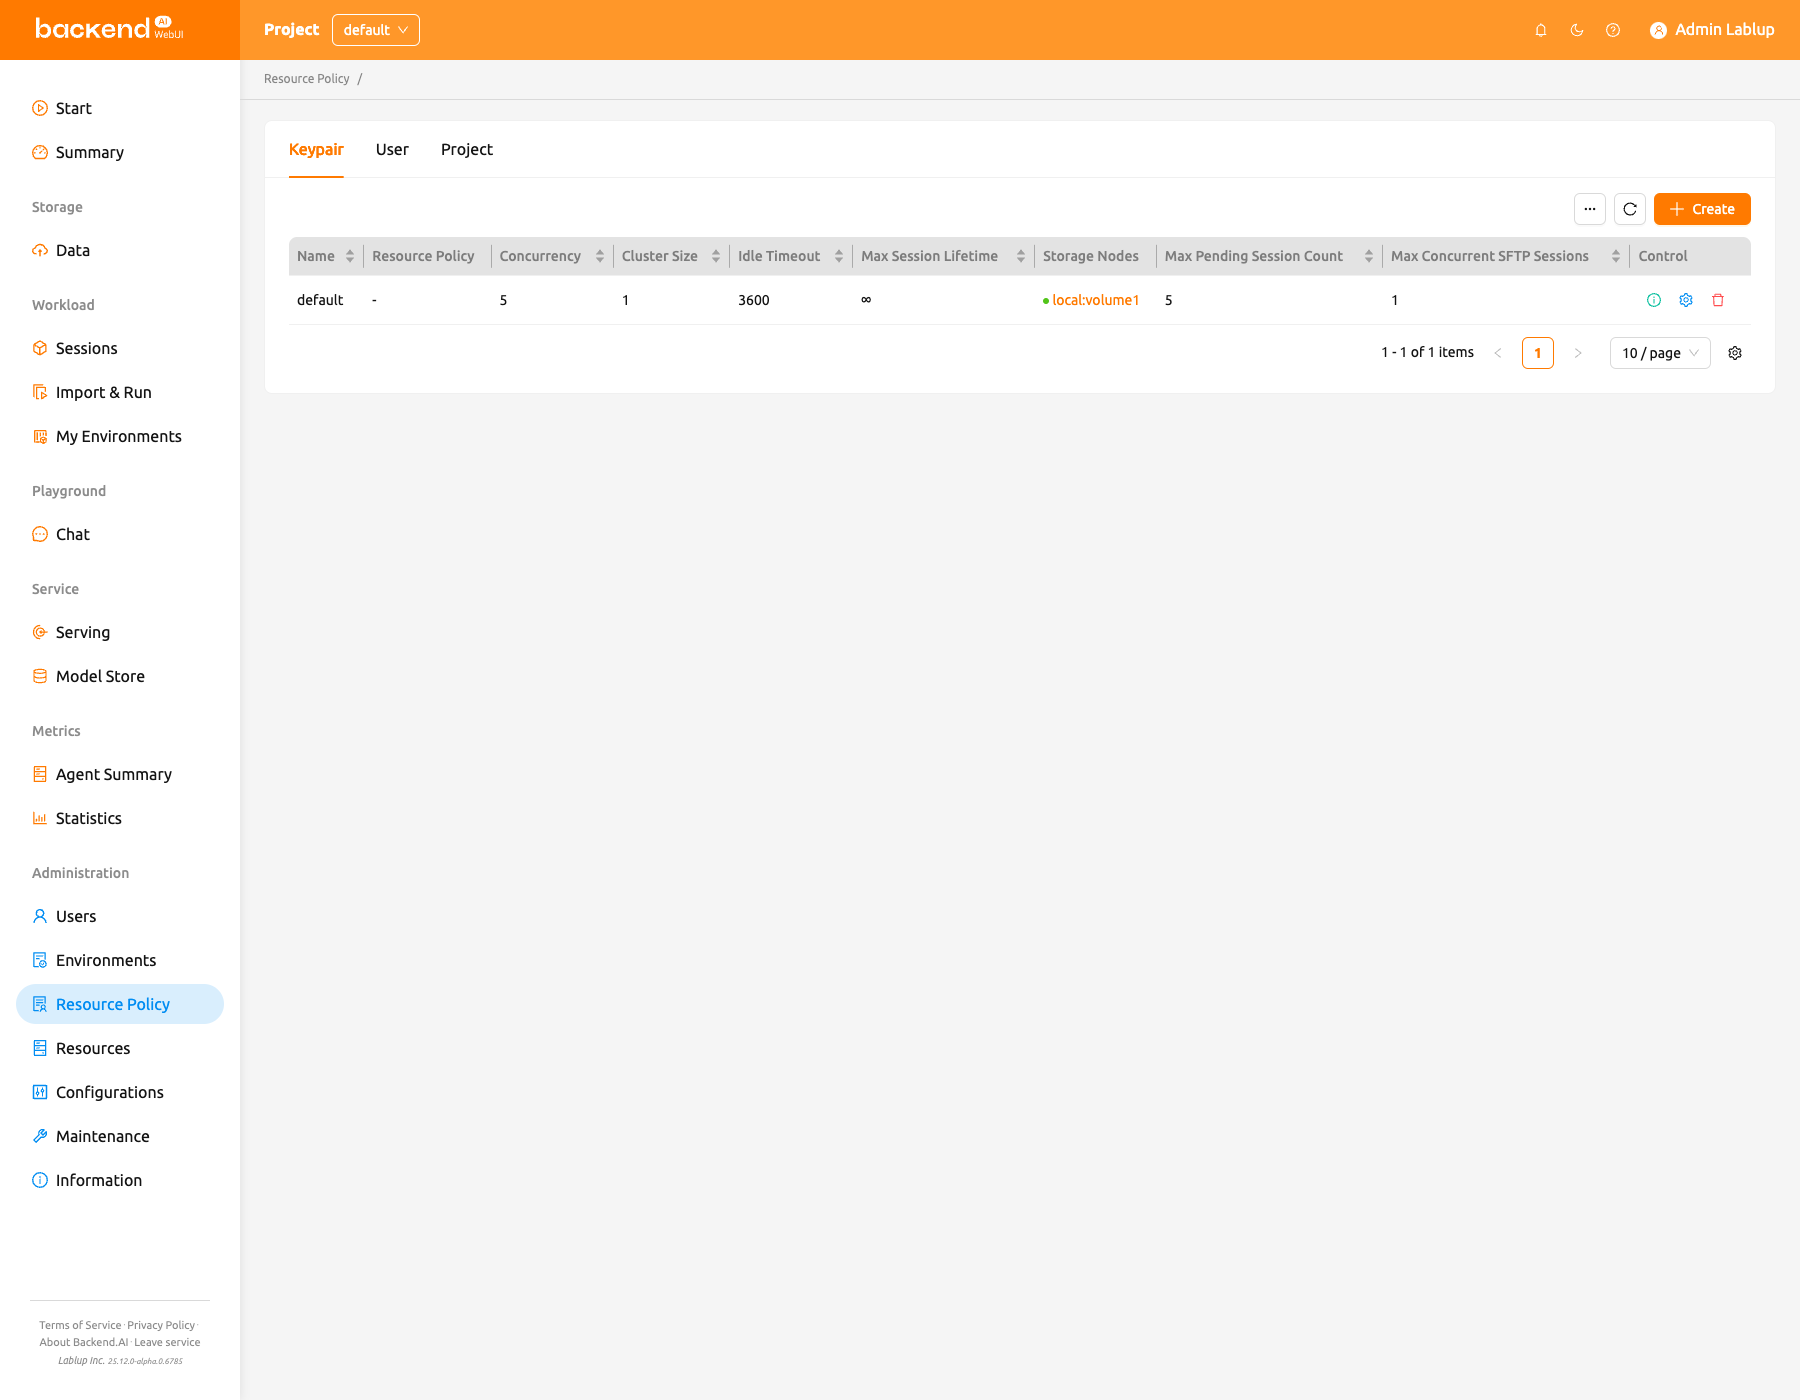 backend AI WebUI
Project default Admin Lablup
Resource Policy /
Start
Summary
Storage
Data
Workload
Sessions
Import & Run
My Environments
Playground
Chat
Service
Serving
Model Store
Metrics
Agent Summary
Statistics
Administration
Users
Environments
Resource Policy
Resources
Configurations
Maintenance
Information
Terms of Service · Privacy Policy ·
About Backend.AI · Leave service
Lablup Inc. 25.12.0-alpha.0.6785
Keypair User Project
... Create
Name Resource Policy Concurrency Cluster Size Idle Timeout Max Session Lifetime Storage Nodes Max Pending Session Count Max Concurrent SFTP Sessions Control
default - 5 1 3600 ∞ local:volume1 5 1
1 - 1 of 1 items < 1 > 10 / page